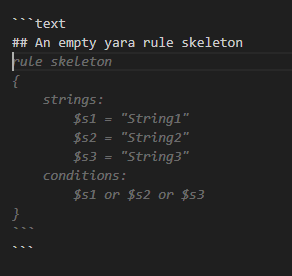 ```text
## An empty yara rule skeleton
rule skeleton
{
    strings:
        $s1 = "String1"
        $s2 = "String2"
        $s3 = "String3"
    conditions:
        $s1 or $s2 or $s3
}
```
```